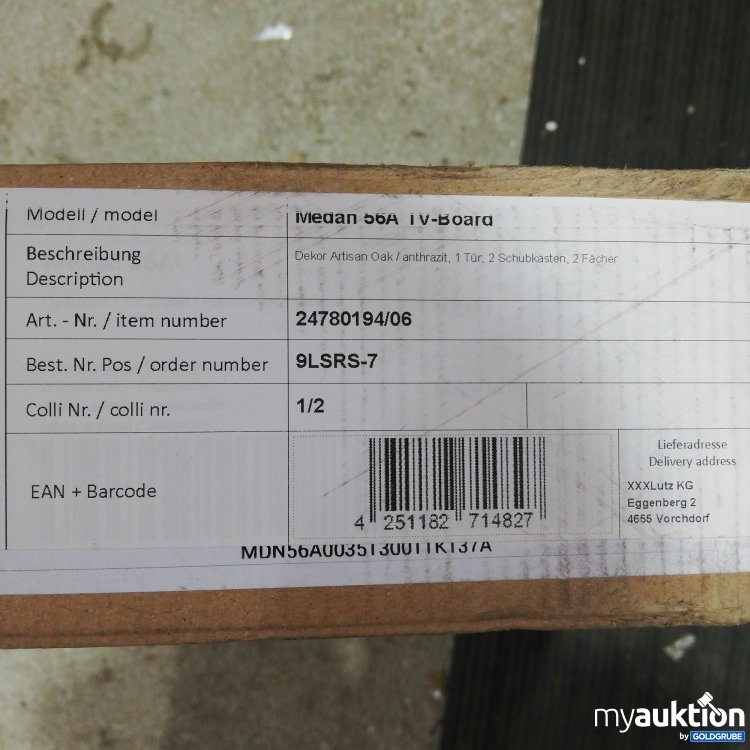 Modell / model Medan 56A TV-Board
Beschreibung Dekor Artisan Oak / anthrazit, 1 Tür, 2 Schubkästen, 2 Fächer
Description
Art. - Nr. / item number 24780194/06
Best. Nr. Pos / order number 9LSRS-7
Colli Nr. / colli nr. 1/2
EAN + Barcode
4 251182 714827
Lieferadresse
Delivery address
XXXLutz KG
Eggenberg 2
4655 Vorchdorf
MDN56A0035130011K137A
myauktion
by GOLDGRUBE